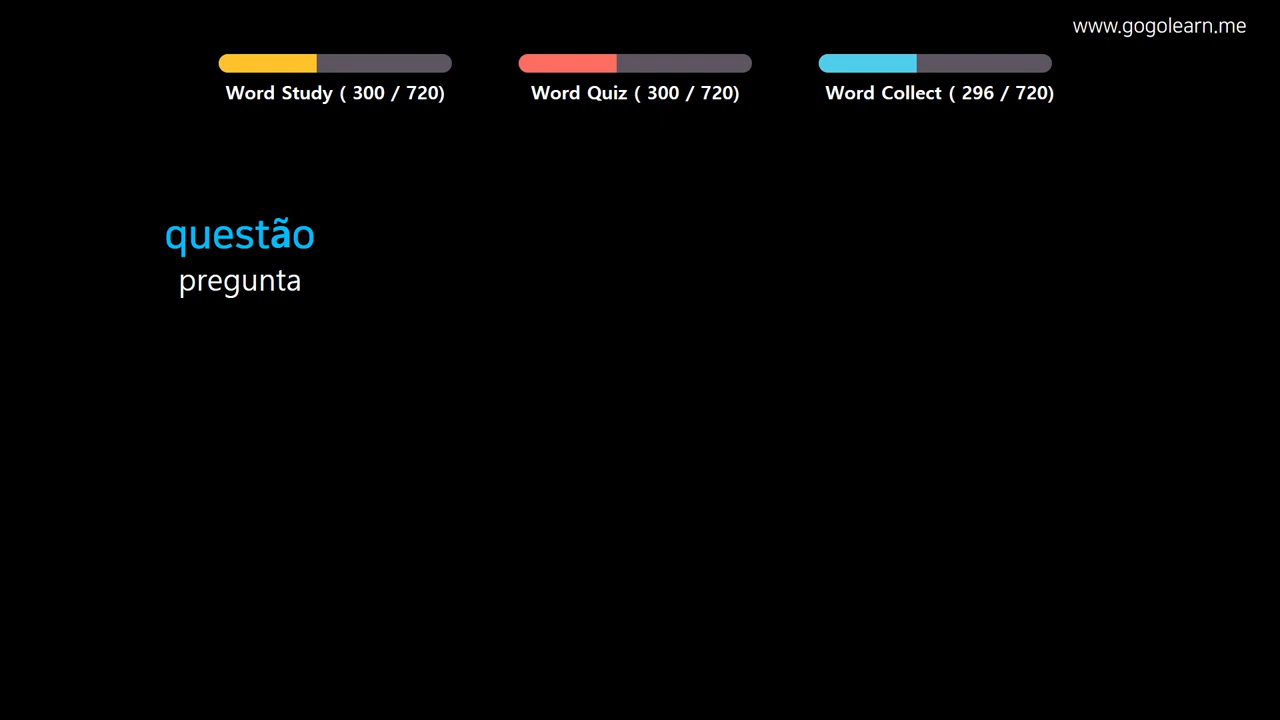 www.gogolearn.me
Word Study ( 300 / 720)
Word Quiz ( 300 / 720)
Word Collect ( 296 / 720)
questão
pregunta